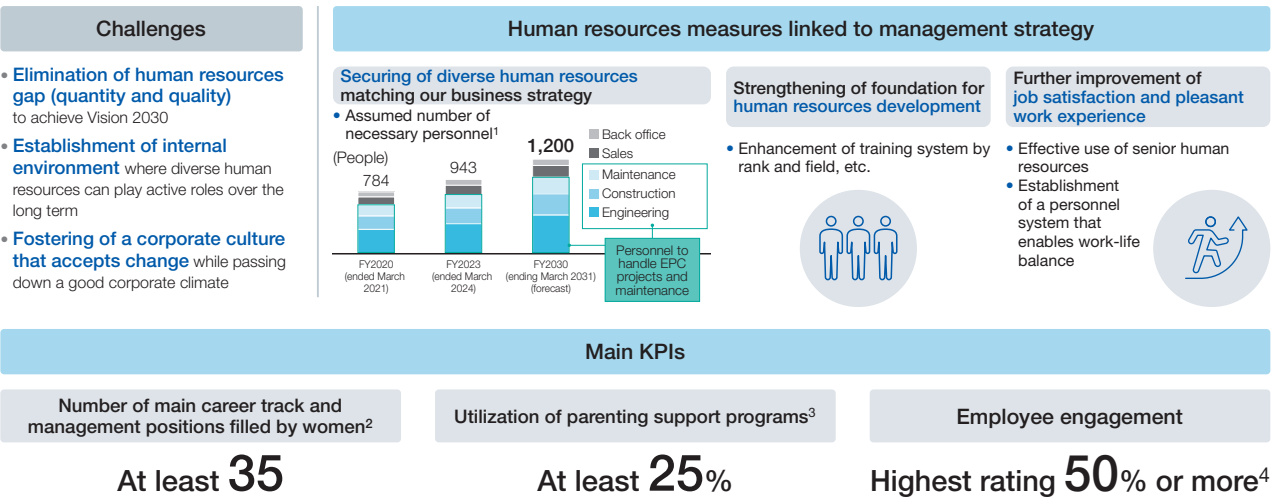 Challenges
• Elimination of human resources
gap (quantity and quality)
to achieve Vision 2030
• Establishment of internal
environment where diverse human
resources can play active roles over the
long term
• Fostering of a corporate culture
that accepts change while passing
down a good corporate climate
Human resources measures linked to management strategy
Securing of diverse human resources
matching our business strategy
• Assumed number of
necessary personnel¹
(People)
784
943
1,200
Back office
Sales
Maintenance
Construction
Engineering
FY2020
(ended March
2021)
FY2023
(ended March
2024)
FY2030
(ending March 2031)
(forecast)
Personnel to
handle EPC
projects and
maintenance
Strengthening of foundation for
human resources development
• Enhancement of training system by
rank and field, etc.
Further improvement of
job satisfaction and pleasant
work experience
• Effective use of senior human
resources
• Establishment
of a personnel
system that
enables work-life
balance
Main KPIs
Number of main career track and
management positions filled by women²
At least 35
Utilization of parenting support programs³
At least 25%
Employee engagement
Highest rating 50% or more⁴